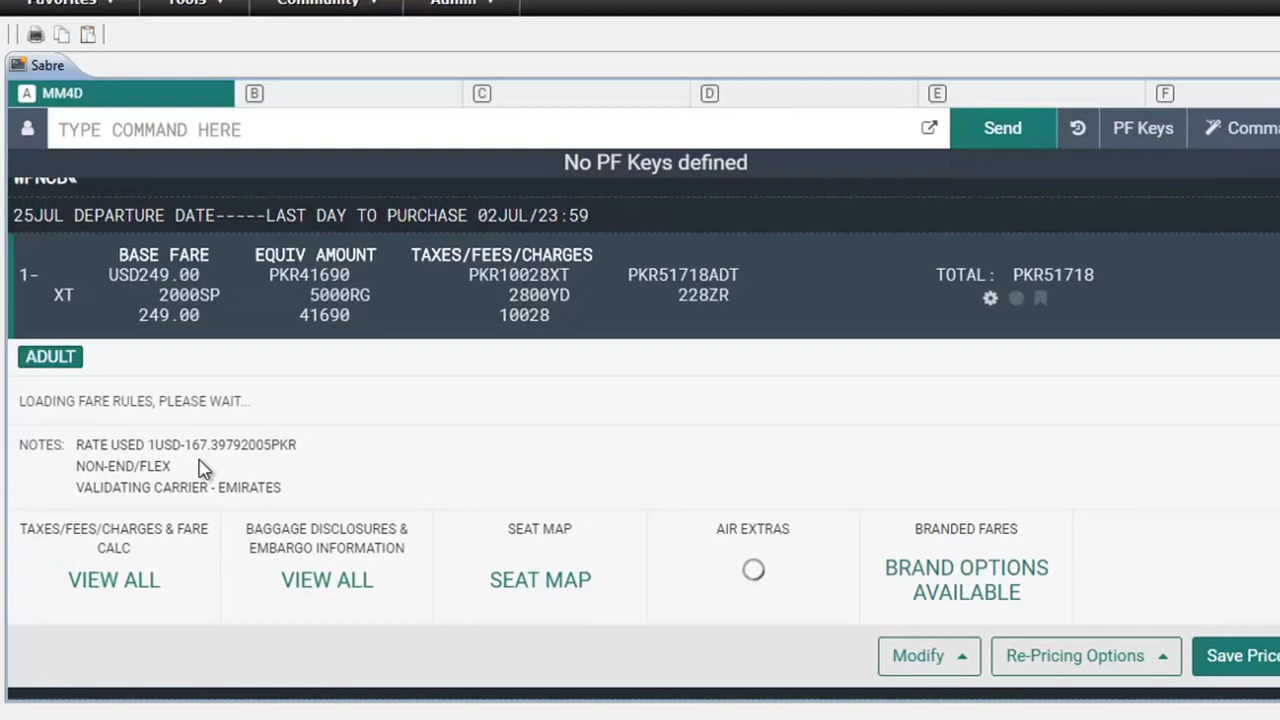 Favorites Tools Community Admin
Sabre
A MM4D B C D E F
TYPE COMMAND HERE Send PF Keys Comma
No PF Keys defined
WPNCB
25JUL DEPARTURE DATE-----LAST DAY TO PURCHASE 02JUL/23:59
BASE FARE EQUIV AMOUNT TAXES/FEES/CHARGES
1- USD249.00 PKR41690 PKR10028XT PKR51718ADT TOTAL: PKR51718
XT 2000SP 5000RG 2800YD 228ZR
249.00 41690 10028
ADULT
LOADING FARE RULES, PLEASE WAIT...
NOTES: RATE USED 1USD-167.39792005PKR
NON-END/FLEX
VALIDATING CARRIER - EMIRATES
TAXES/FEES/CHARGES & FARE CALC
VIEW ALL
BAGGAGE DISCLOSURES & EMBARGO INFORMATION
VIEW ALL
SEAT MAP
SEAT MAP
AIR EXTRAS
BRANDED FARES
BRAND OPTIONS
AVAILABLE
Modify Re-Pricing Options Save Price